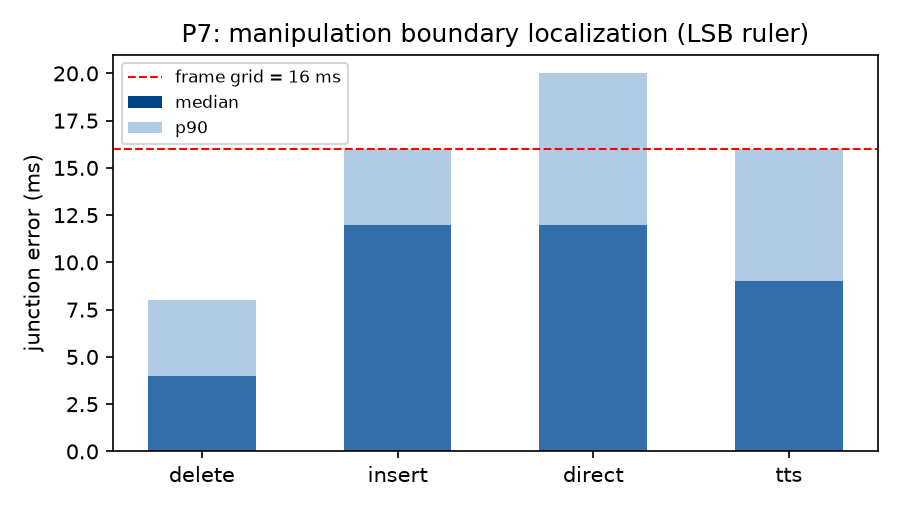 P7: manipulation boundary localization (LSB ruler)
frame grid = 16 ms
median
p90
junction error (ms)
20.0
17.5
15.0
12.5
10.0
7.5
5.0
2.5
0.0
delete insert direct tts